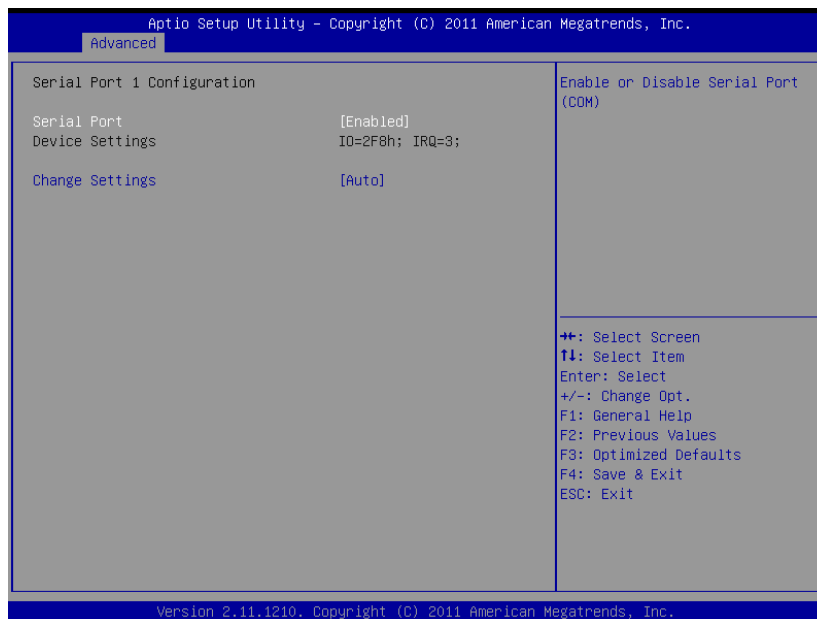 Aptio Setup Utility – Copyright (C) 2011 American Megatrends, Inc.
Advanced
Serial Port 1 Configuration
Serial Port [Enabled]
Device Settings IO=2F8h; IRQ=3;
Change Settings [Auto]
Enable or Disable Serial Port
(COM)
→←: Select Screen
↑↓: Select Item
Enter: Select
+/-: Change Opt.
F1: General Help
F2: Previous Values
F3: Optimized Defaults
F4: Save & Exit
ESC: Exit
Version 2.11.1210. Copyright (C) 2011 American Megatrends, Inc.